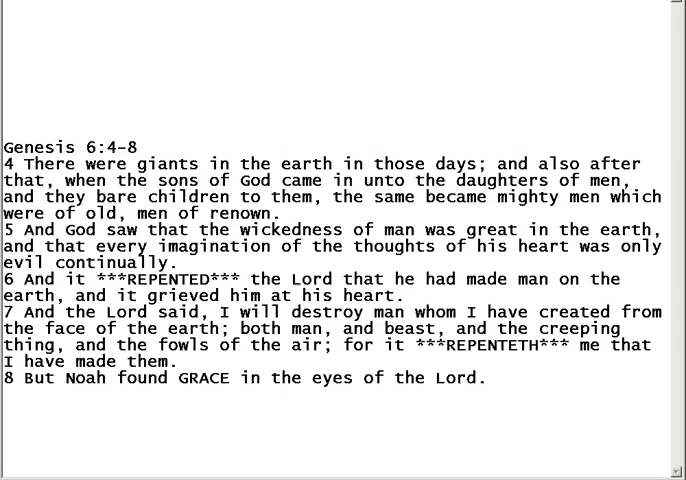 Genesis 6:4-8
4 There were giants in the earth in those days; and also after
that, when the sons of God came in unto the daughters of men,
and they bare children to them, the same became mighty men which
were of old, men of renown.
5 And God saw that the wickedness of man was great in the earth,
and that every imagination of the thoughts of his heart was only
evil continually.
6 And it ***REPENTED*** the Lord that he had made man on the
earth, and it grieved him at his heart.
7 And the Lord said, I will destroy man whom I have created from
the face of the earth; both man, and beast, and the creeping
thing, and the fowls of the air; for it ***REPENTETH*** me that
I have made them.
8 But Noah found GRACE in the eyes of the Lord.